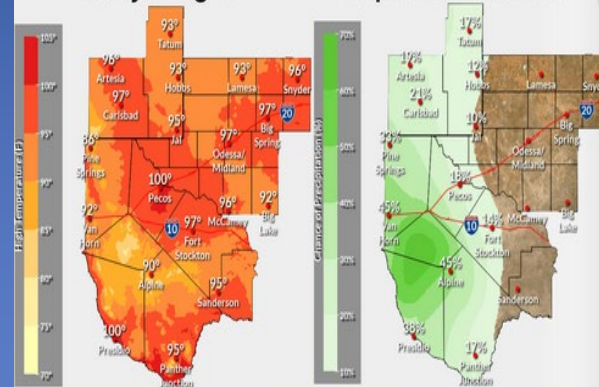 105°
100°
95°
90°
85°
80°
75°
70°
High Temperature (F)
93°
Tatum
96°
Artesia
93°
Hobbs
93°
Lamesa
96°
Snyder
97°
Carlsbad
95°
Jal
97°
Big
Spring
20
86°
Pine
Springs
97°
Odessa/
Midland
100°
Pecos
96°
McCamey
92°
Big
Lake
92°
Van
Horn
10
97°
Fort
Stockton
90°
Alpine
95°
Sanderson
100°
Presidio
95°
Panther
Junction
70%
60%
50%
40%
30%
20%
10%
Chance of Precipitation (%)
17%
Tatum
19%
Artesia
12%
Hobbs
Lamesa
21%
Carlsbad
10%
Jal
Big
Spring
20
Pine
Springs
Odessa/
Midland
18%
Pecos
McCamey
Big
Lake
45%
Van
Horn
10
14%
Fort
Stockton
45%
Alpine
Sanderson
38%
Presidio
17%
Panther
Junction